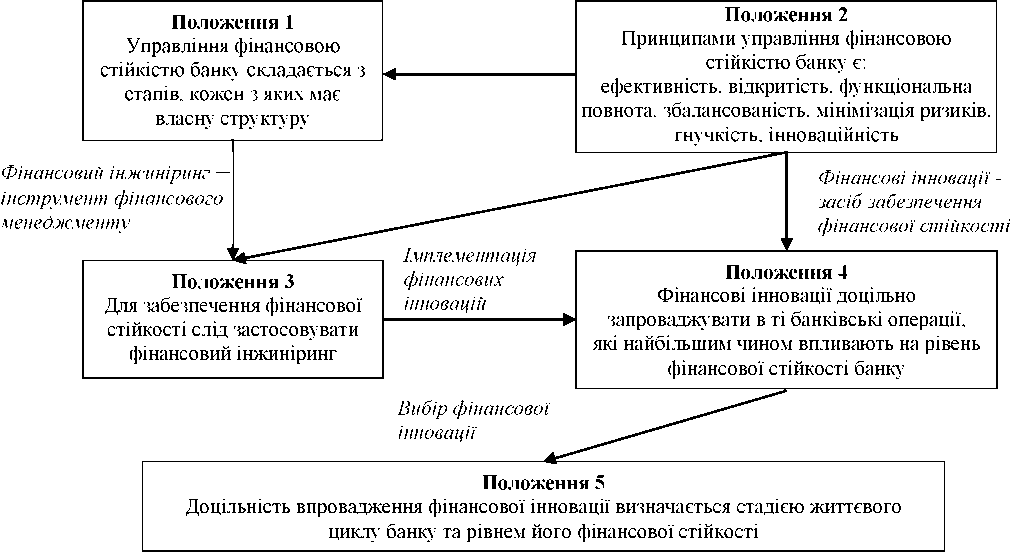 Положення 1
Управління фінансовою
стійкістю банку складається з
етапів, кожен з яких має
власну структуру
Положення 2
Принципами управління фінансовою
стійкістю банку є:
ефективність, відкритість, функціональна
повнота, збалансованість, мінімізація ризиків,
гнучкість, інноваційність
Фінансовий інжиніринг –
інструмент фінансового
менеджменту
Фінансові інновації -
засіб забезпечення
фінансової стійкості
Положення 3
Для забезпечення фінансової
стійкості слід застосовувати
фінансовий інжиніринг
Імплементація
фінансових
інновацій
Положення 4
Фінансові інновації доцільно
запроваджувати в ті банківські операції,
які найбільшим чином впливають на рівень
фінансової стійкості банку
Вибір фінансової
інновації
Положення 5
Доцільність впровадження фінансової інновації визначається стадією життєвого
циклу банку та рівнем його фінансової стійкості